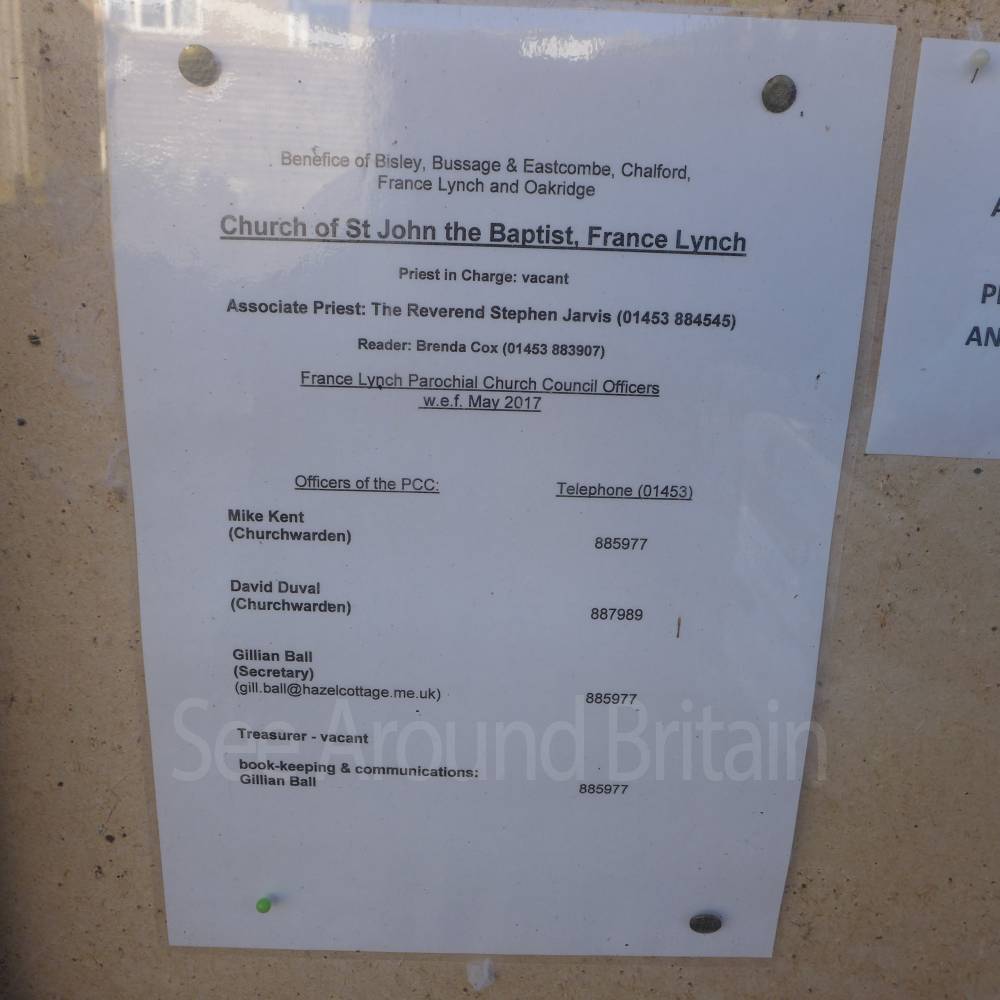 Benefice of Bisley, Bussage & Eastcombe, Chalford,
France Lynch and Oakridge
Church of St John the Baptist, France Lynch
Priest in Charge: vacant
Associate Priest: The Reverend Stephen Jarvis (01453 884545)
Reader: Brenda Cox (01453 883907)
France Lynch Parochial Church Council Officers
w.e.f. May 2017
Officers of the PCC: Telephone (01453)
Mike Kent
(Churchwarden) 885977
David Duval
(Churchwarden) 887989
Gillian Ball
(Secretary)
(gill.ball@hazelcottage.me.uk) 885977
Treasurer - vacant
book-keeping & communications:
Gillian Ball 885977
See Around Britain